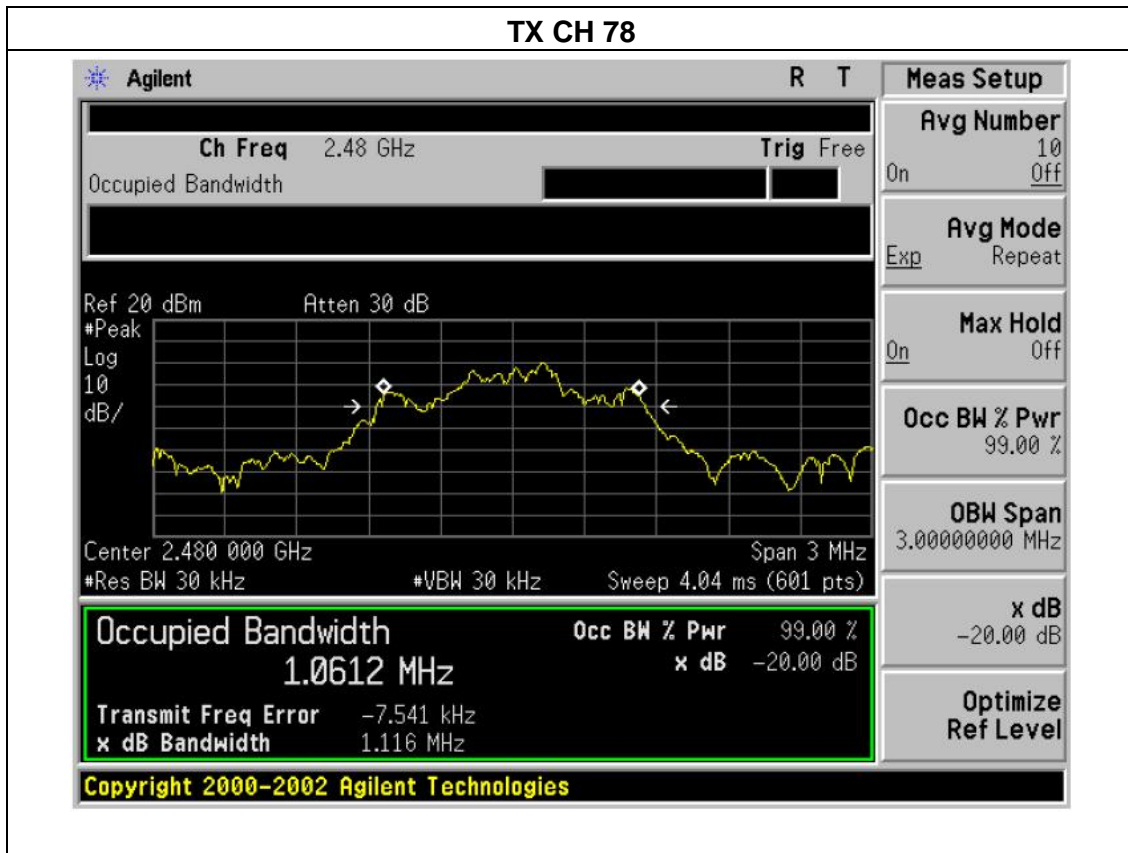 TX CH 78
Agilent R T
Ch Freq 2.48 GHz Trig Free
Occupied Bandwidth
Ref 20 dBm Atten 30 dB
#Peak
Log
10
dB/
Center 2.480 000 GHz Span 3 MHz
#Res BW 30 kHz #VBW 30 kHz Sweep 4.04 ms (601 pts)
Occupied Bandwidth Occ BW % Pwr 99.00 %
1.0612 MHz x dB -20.00 dB
Transmit Freq Error -7.541 kHz
x dB Bandwidth 1.116 MHz
Copyright 2000-2002 Agilent Technologies
Meas Setup
Avg Number
10
On Off
Avg Mode
Exp Repeat
Max Hold
On Off
Occ BW % Pwr
99.00 %
OBW Span
3.00000000 MHz
x dB
-20.00 dB
Optimize
Ref Level